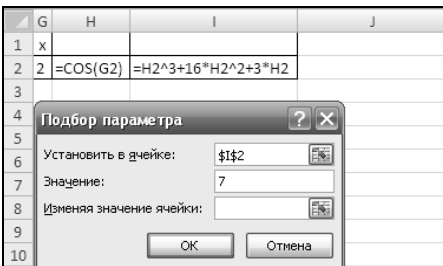 G H I J
1 x
2 2 =COS(G2) =H2^3+16*H2^2+3*H2
3
4 Подбор параметра
5
6 Установить в ячейке: $I$2
7 Значение: 7
8 Изменяя значение ячейки:
9
10 ОК Отмена